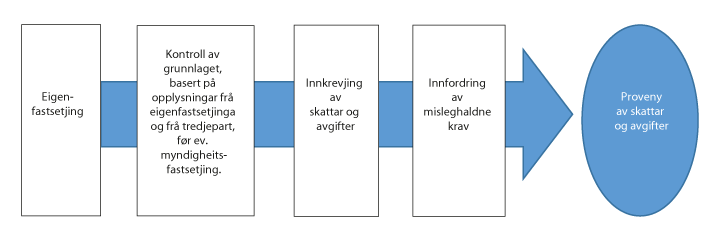 Eigen-
fastsetjing
Kontroll av
grunnlaget,
basert på
opplysningar frå
eigenfastsetjinga
og frå tredjepart,
før ev.
myndigheits-
fastsetjing.
Innkrevjing
av
skattar og
avgifter
Innfordring
av
misleghaldne
krav
Proveny
av skattar
og avgifter